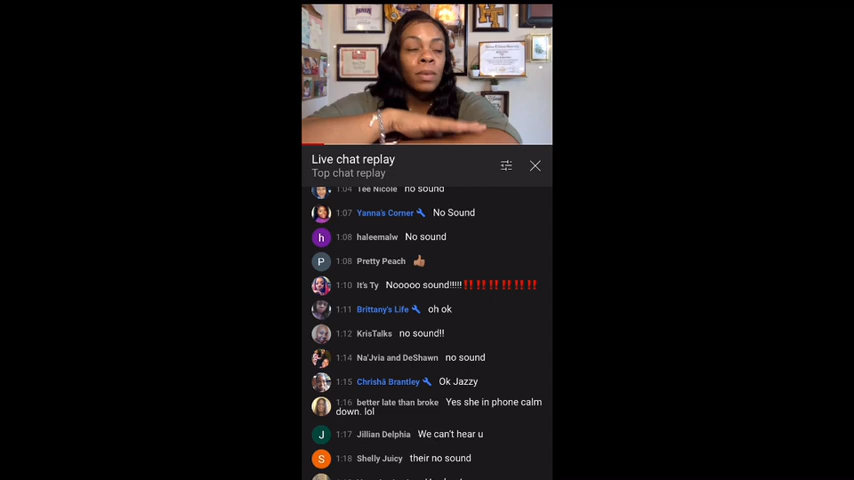 Live chat replay
Top chat replay
1:04 Tee Nicole no sound
1:07 Yanna's Corner No Sound
h 1:08 haleemalw No sound
P 1:08 Pretty Peach 👍🏽
1:10 It's Ty Nooooo sound!!!!!‼️‼️‼️‼️‼️‼️
1:11 Brittany's Life oh ok
1:12 KrisTalks no sound!!
1:14 Na'Jvia and DeShawn no sound
1:15 Chrishā Brantley Ok Jazzy
1:16 better late than broke Yes she in phone calm
down. lol
J 1:17 Jillian Delphia We can't hear u
S 1:18 Shelly Juicy their no sound